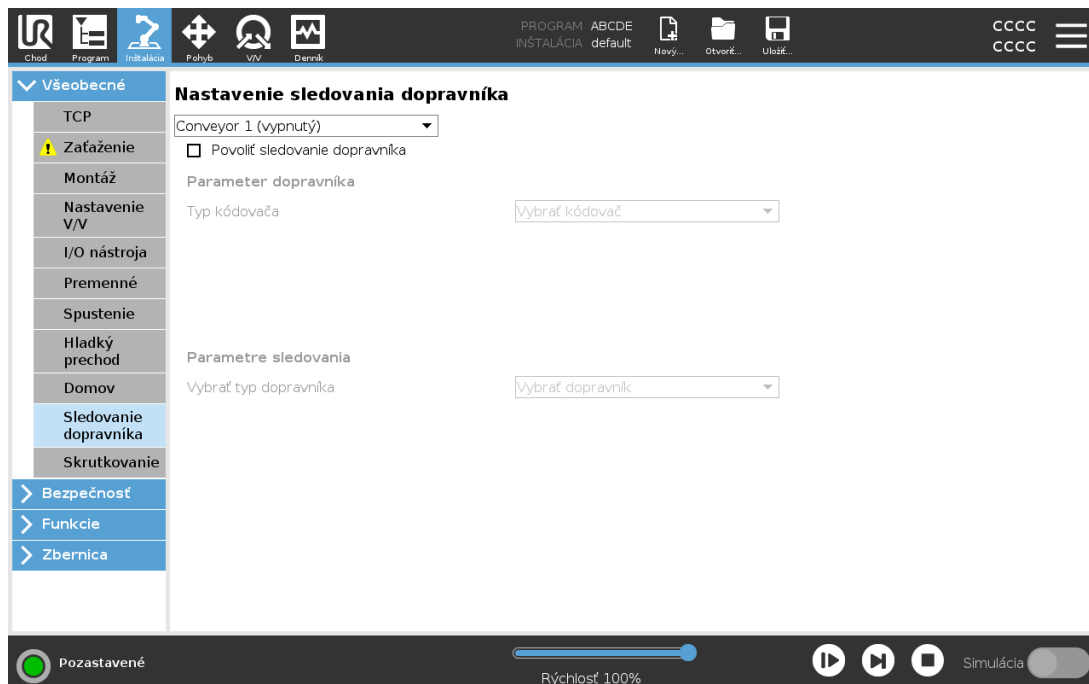 PROGRAM ABCDE
INŠTALÁCIA default
CCCC
CCCC
Chod
Program
Inštalácia
Pohyb
V/V
Denník
Nový...
Otvoriť...
Uložiť...
Všeobecné
TCP
Zaťaženie
Montáž
Nastavenie
V/V
I/O nástroja
Premenné
Spustenie
Hladký
prechod
Domov
Sledovanie
dopravníka
Skrutkovanie
Bezpečnosť
Funkcie
Zbernica
Nastavenie sledovania dopravníka
Conveyor 1 (vypnutý)
Povoliť sledovanie dopravníka
Parameter dopravníka
Typ kódovača
Vybrať kódovač
Parametre sledovania
Vybrať typ dopravníka
Vybrať dopravník
Pozastavené
Rýchlosť 100%
Simulácia